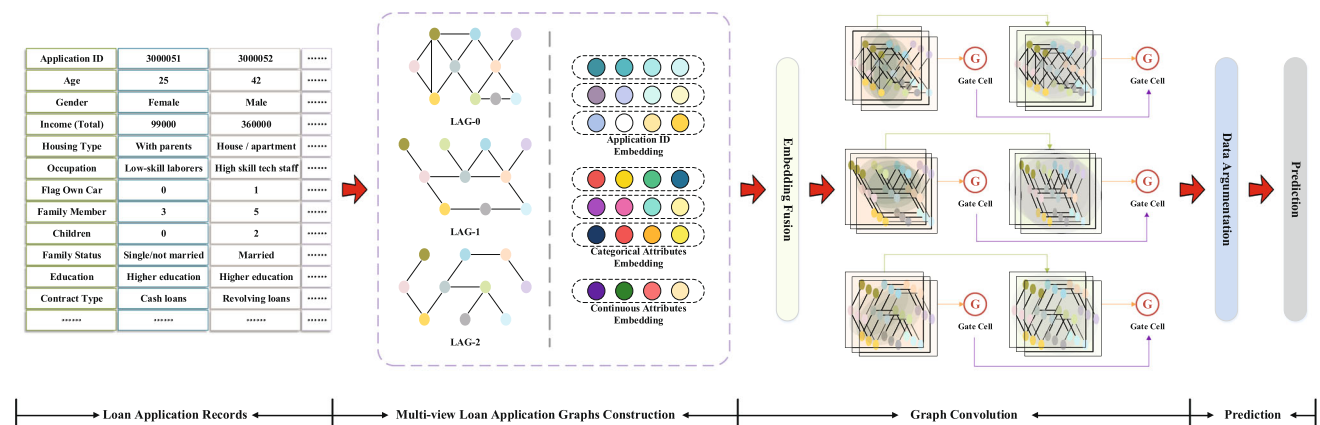 Application ID 3000051 3000052 ······
Age 25 42 ······
Gender Female Male ······
Income (Total) 99000 360000 ······
Housing Type With parents House / apartment ······
Occupation Low-skill laborers High skill tech staff ······
Flag Own Car 0 1 ······
Family Member 3 5 ······
Children 0 2 ······
Family Status Single/not married Married ······
Education Higher education Higher education ······
Contract Type Cash loans Revolving loans ······
······ ······ ······ ······
LAG-0
LAG-1
LAG-2
Application ID
Embedding
Categorical Attributes
Embedding
Continuous Attributes
Embedding
Embedding Fusion
G
Gate Cell
G
Gate Cell
G
Gate Cell
G
Gate Cell
G
Gate Cell
G
Gate Cell
Data Argumentation
Prediction
Loan Application Records
Multi-view Loan Application Graphs Construction
Graph Convolution
Prediction